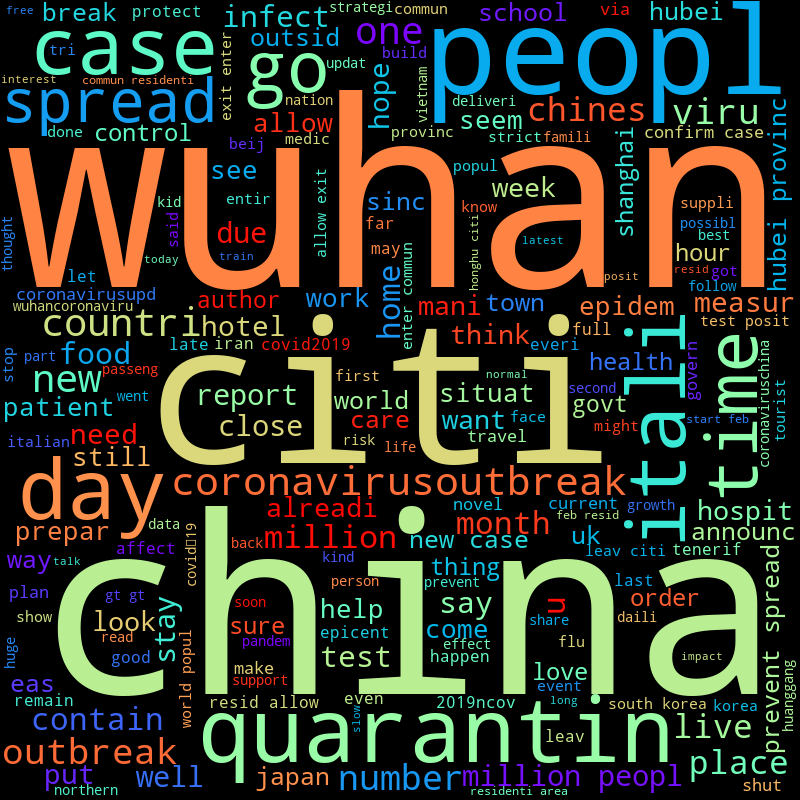 free
break
protect
strategi
commun
school
via
hubei
infect
case
tri
outsid
one
peopl
interest
commun residenti
go
updat
build
exit enter
spread
nation
hope
vietnam
deliveri
chines
viru
done
control
allow
seem
provinc
strict
famili
confirm case
beij
medic
wuhan
see
popul
shanghai
hubei provinc
kid
entir
sinc
week
suppli
thought
said
due
allow exit
far
know
honghu citi
possibl
best
hour
today
train
may
latest
let
home
enter commun
posit
resid
got
follow
coronavirusupd
author
work
mani
town
epidem
measur
wuhancoronaviru
countri
hotel
citi
think
full
test posit
stop
part
food
late
iran
covid2019
everi
health
govern
time
coronaviruschina
tourist
passeng
new
went
report
first
world
normal
situat
second
govt
itali
patient
close
care
want
face
might
start feb
italian
need
risk
life
travel
still
day
coronavirusoutbreak
alreadi
novel
current
growth
hospit
prepar
data
million
feb resid
month
uk
announc
way
talk
affect
covid19
back
kind
new case
leav citi
tenerif
plan
gt gt
person
prevent
thing
last
order
daili
show
look
read
stay
soon
help
say
u
share
prevent spread
china
sure
epicent
come
effect
flu
huge
good
world popul
pandem
test
happen
eas
make
support
love
impact
remain
resid allow
even
2019ncov
event
long
south korea
korea
huanggang
contain
quarantin
slow
leav
live
outbreak
place
put
well
japan
number
million peopl
shut
northern
residenti area